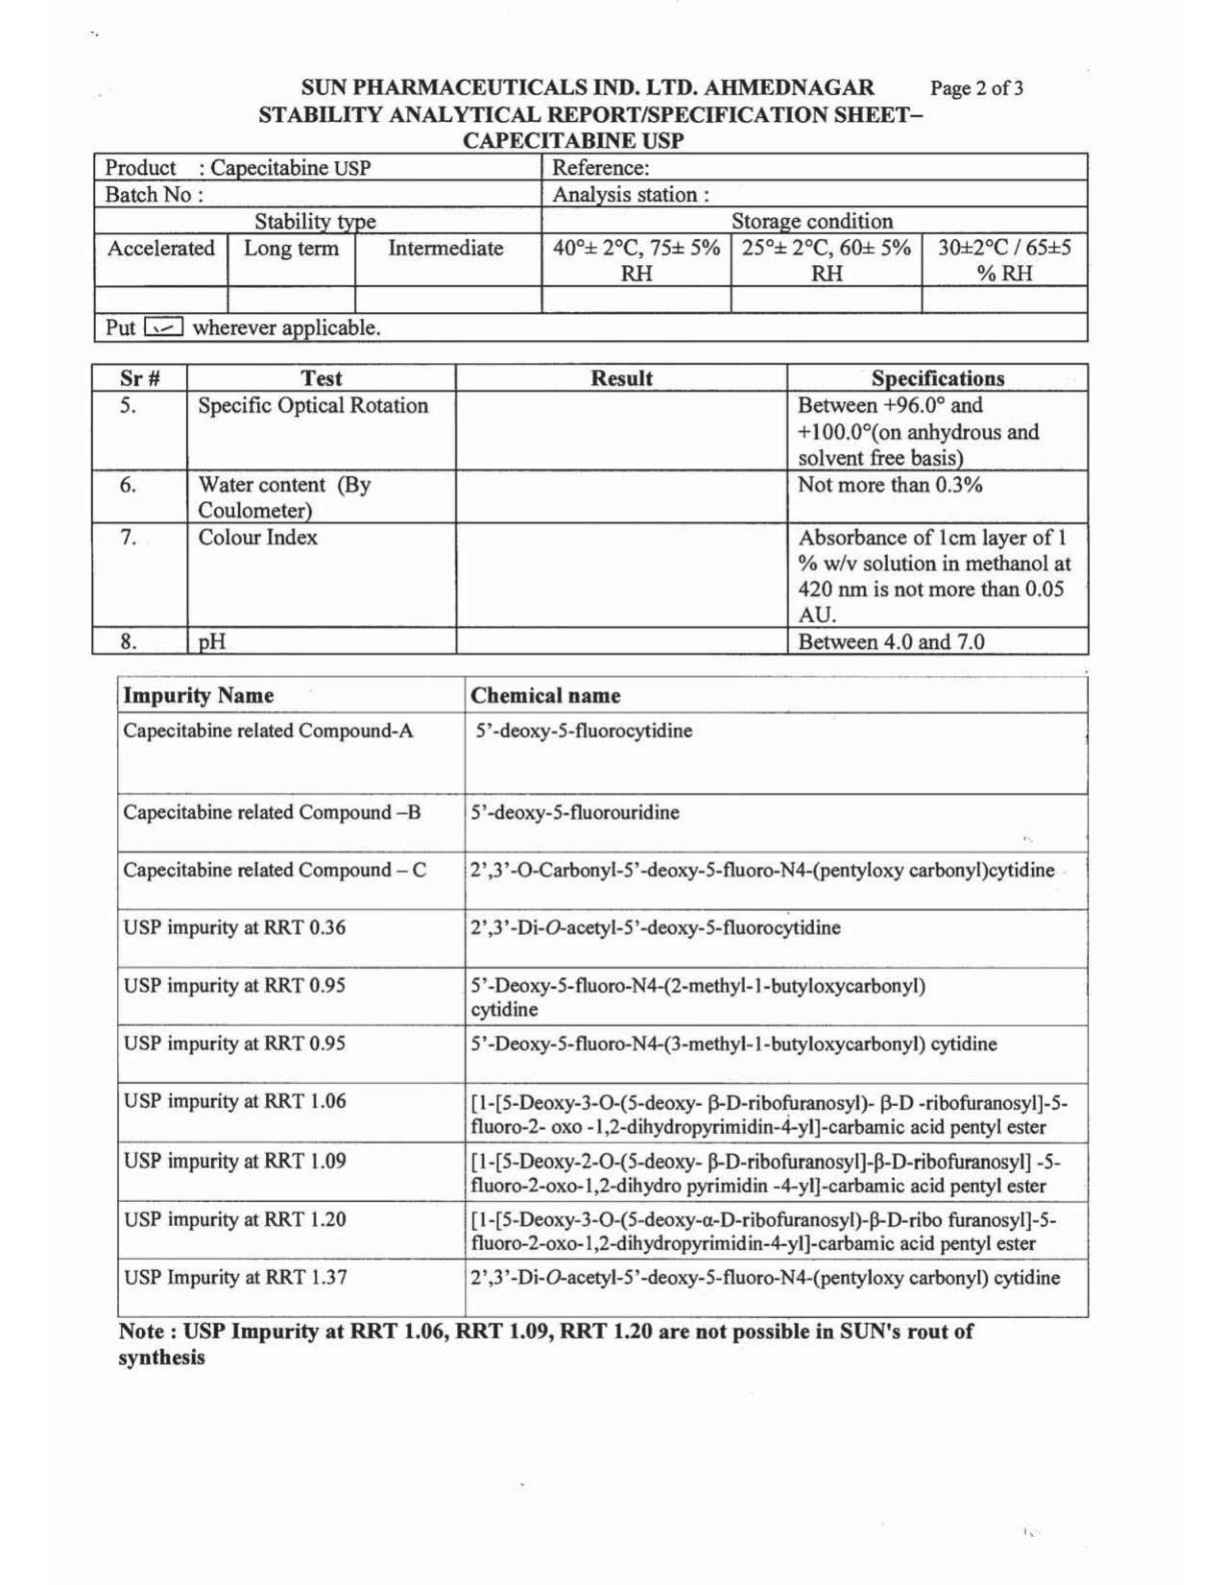 SUN PHARMACEUTICALS IND. LTD. AHMEDNAGAR Page 2 of 3
STABILITY ANALYTICAL REPORT/SPECIFICATION SHEET–
CAPECITABINE USP
Product : Capecitabine USP Reference:
Batch No : Analysis station :
Stability type Storage condition
Accelerated Long term Intermediate 40°± 2°C, 75± 5% 25°± 2°C, 60± 5% 30±2°C / 65±5
RH RH % RH
Put wherever applicable.
Sr # Test Result Specifications
5. Specific Optical Rotation Between +96.0° and
+100.0°(on anhydrous and
solvent free basis)
6. Water content (By Not more than 0.3%
Coulometer)
7. Colour Index Absorbance of 1cm layer of 1
% w/v solution in methanol at
420 nm is not more than 0.05
AU.
8. pH Between 4.0 and 7.0
Impurity Name Chemical name
Capecitabine related Compound-A 5’-deoxy-5-fluorocytidine
Capecitabine related Compound –B 5’-deoxy-5-fluorouridine
Capecitabine related Compound – C 2’,3’-O-Carbonyl-5’-deoxy-5-fluoro-N4-(pentyloxy carbonyl)cytidine
USP impurity at RRT 0.36 2’,3’-Di-O-acetyl-5’-deoxy-5-fluorocytidine
USP impurity at RRT 0.95 5’-Deoxy-5-fluoro-N4-(2-methyl-1-butyloxycarbonyl)
cytidine
USP impurity at RRT 0.95 5’-Deoxy-5-fluoro-N4-(3-methyl-1-butyloxycarbonyl) cytidine
USP impurity at RRT 1.06 [1-[5-Deoxy-3-O-(5-deoxy- β-D-ribofuranosyl)- β-D -ribofuranosyl]-5-
fluoro-2- oxo -1,2-dihydropyrimidin-4-yl]-carbamic acid pentyl ester
USP impurity at RRT 1.09 [1-[5-Deoxy-2-O-(5-deoxy- β-D-ribofuranosyl]-β-D-ribofuranosyl] -5-
fluoro-2-oxo-1,2-dihydro pyrimidin -4-yl]-carbamic acid pentyl ester
USP impurity at RRT 1.20 [1-[5-Deoxy-3-O-(5-deoxy-α-D-ribofuranosyl)-β-D-ribo furanosyl]-5-
fluoro-2-oxo-1,2-dihydropyrimidin-4-yl]-carbamic acid pentyl ester
USP Impurity at RRT 1.37 2’,3’-Di-O-acetyl-5’-deoxy-5-fluoro-N4-(pentyloxy carbonyl) cytidine
Note : USP Impurity at RRT 1.06, RRT 1.09, RRT 1.20 are not possible in SUN's rout of
synthesis